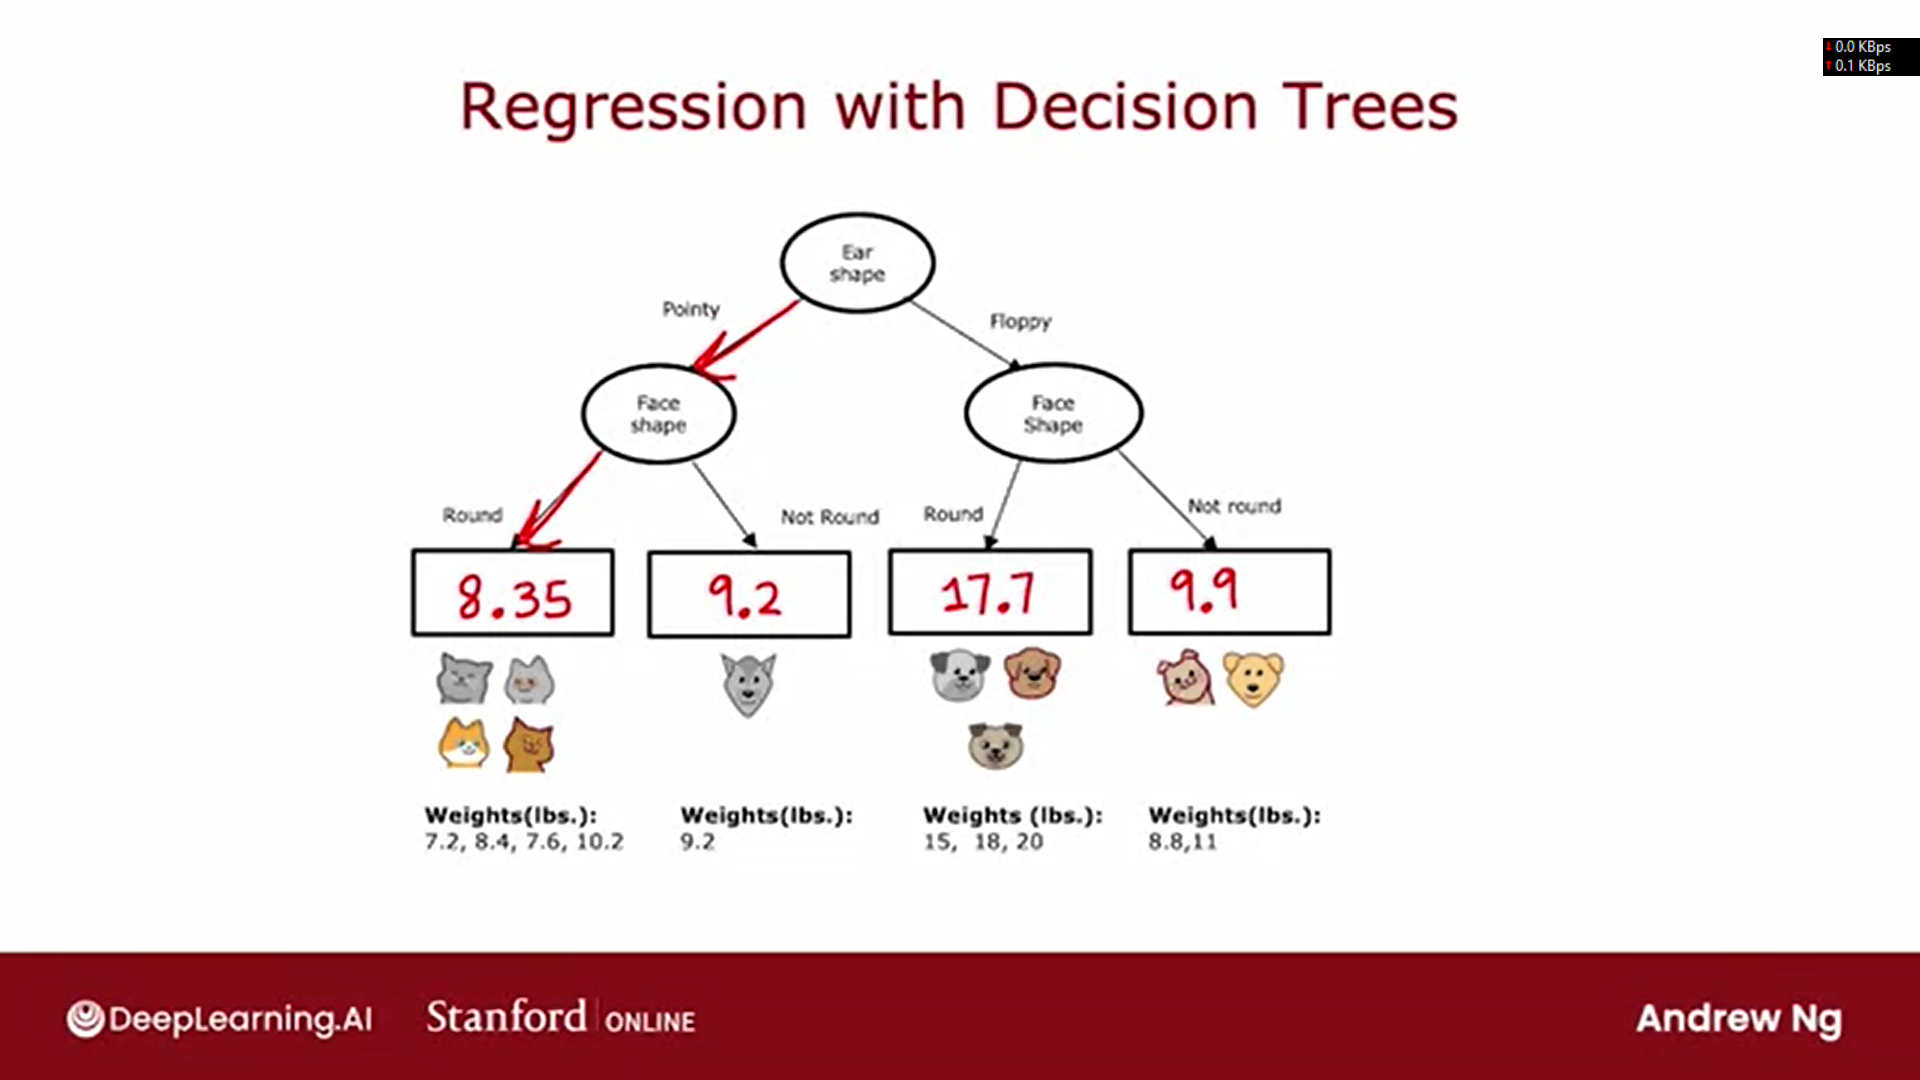 0.0 KBps
0.1 KBps
Regression with Decision Trees
Ear
shape
Pointy
Floppy
Face
shape
Face
Shape
Round
Not Round
Round
Not round
8.35
9.2
17.7
9.9
Weights(lbs.):
7.2, 8.4, 7.6, 10.2
Weights(lbs.):
9.2
Weights (lbs.):
15, 18, 20
Weights(lbs.):
8.8,11
DeepLearning.AI
Stanford ONLINE
Andrew Ng